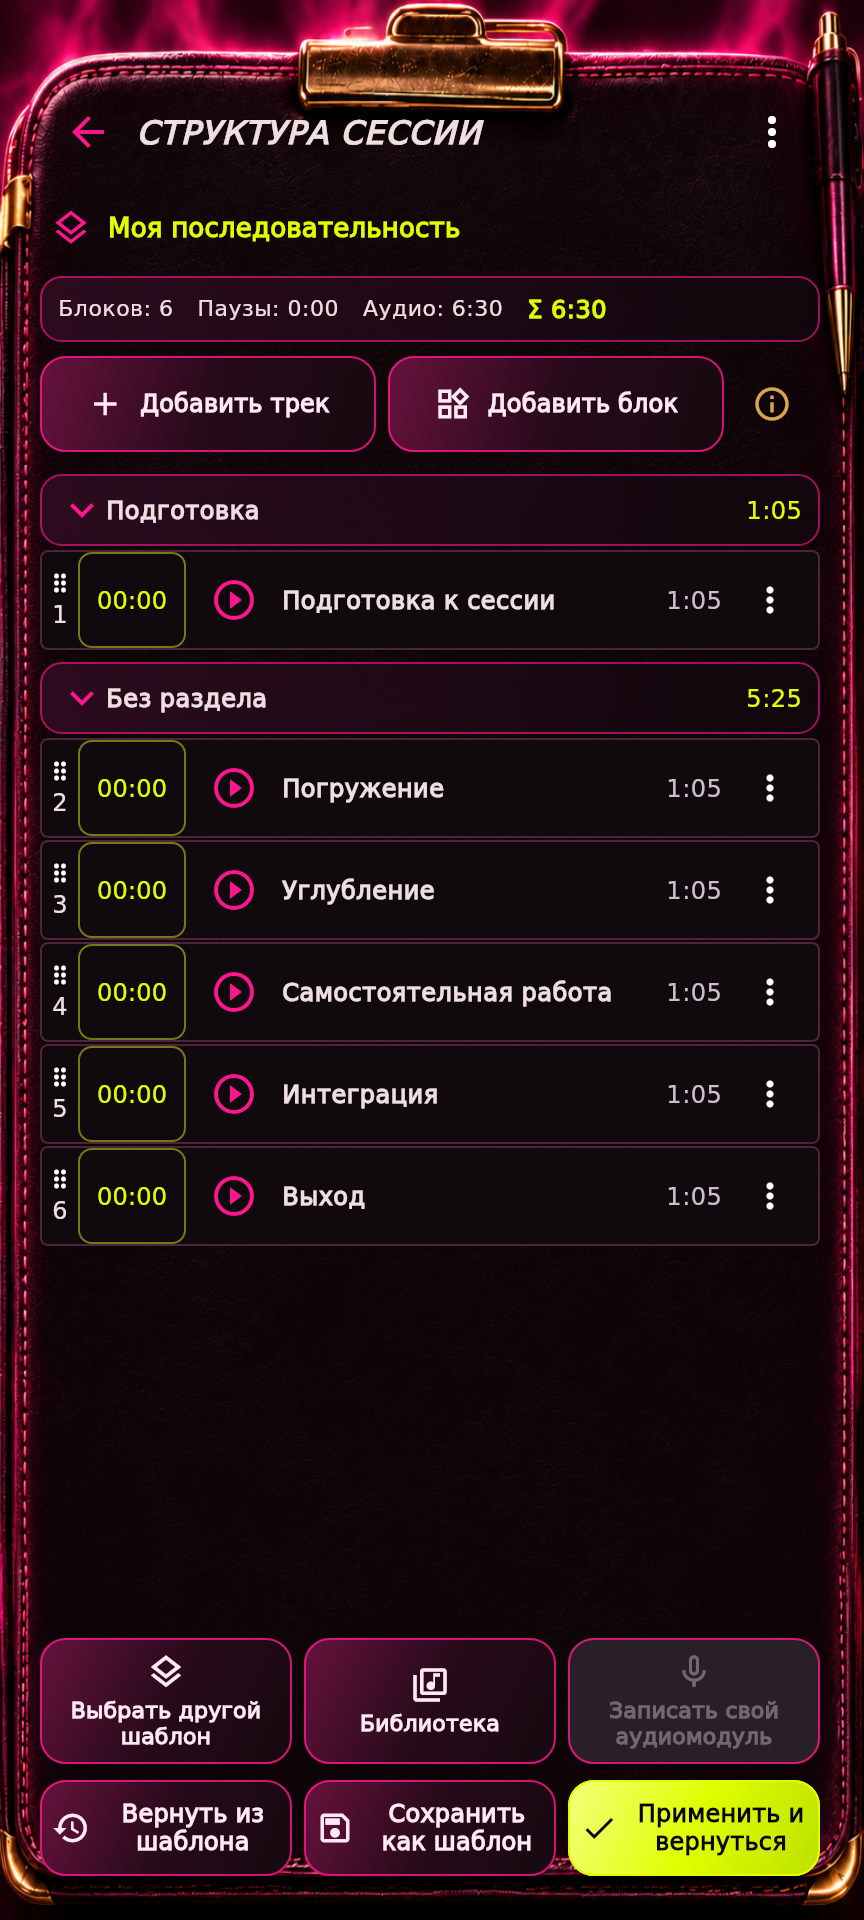 СТРУКТУРА СЕССИИ
Моя последовательность
Блоков: 6 Паузы: 0:00 Аудио: 6:30 Σ 6:30
Добавить трек Добавить блок
Подготовка 1:05
1 00:00 Подготовка к сессии 1:05
Без раздела 5:25
2 00:00 Погружение 1:05
3 00:00 Углубление 1:05
4 00:00 Самостоятельная работа 1:05
5 00:00 Интеграция 1:05
6 00:00 Выход 1:05
Выбрать другой
шаблон
Библиотека
Записать свой
аудиомодуль
Вернуть из
шаблона
Сохранить
как шаблон
Применить и
вернуться